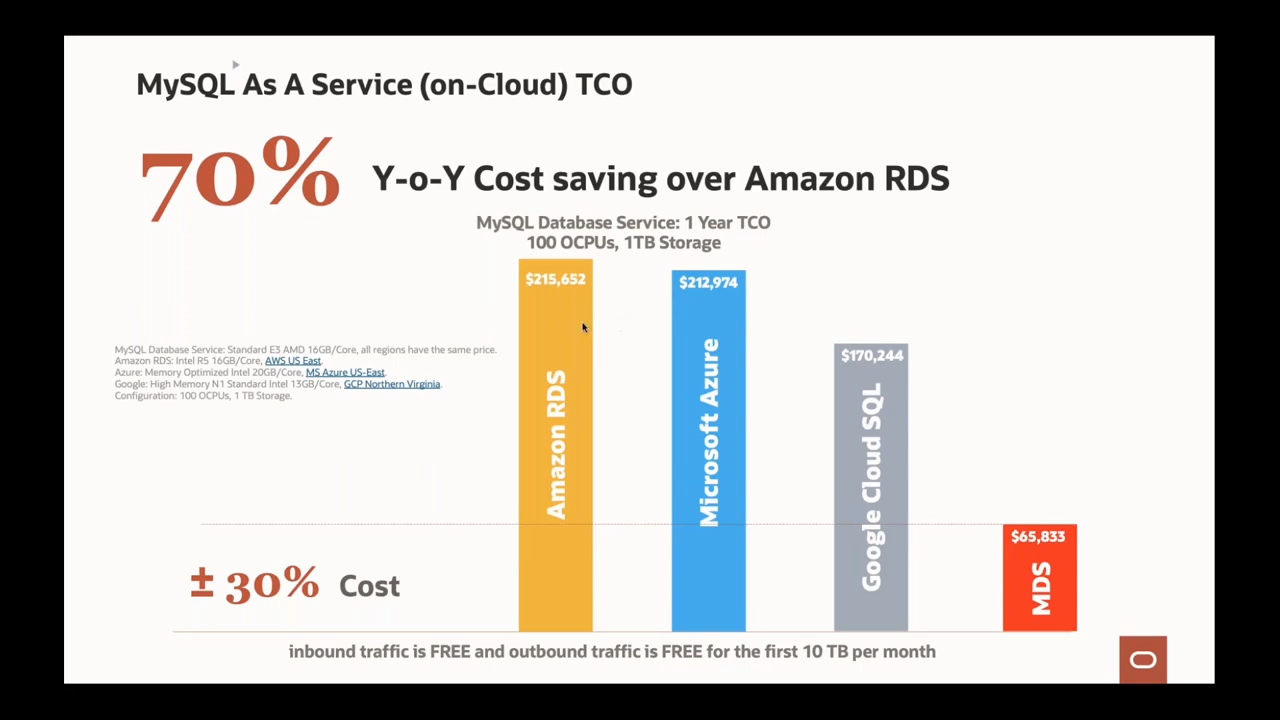 MySQL As A Service (on-Cloud) TCO
70% Y-o-Y Cost saving over Amazon RDS
MySQL Database Service: 1 Year TCO
100 OCPUs, 1TB Storage
$215,652
$212,974
$170,244
$65,833
Amazon RDS
Microsoft Azure
Google Cloud SQL
MDS
MySQL Database Service: Standard E3 AMD 16GB/Core, all regions have the same price.
Amazon RDS: Intel R5 16GB/Core, AWS US East.
Azure: Memory Optimized Intel 20GB/Core, MS Azure US-East.
Google: High Memory N1 Standard Intel 13GB/Core, GCP Northern Virginia.
Configuration: 100 OCPUs, 1 TB Storage.
± 30% Cost
inbound traffic is FREE and outbound traffic is FREE for the first 10 TB per month